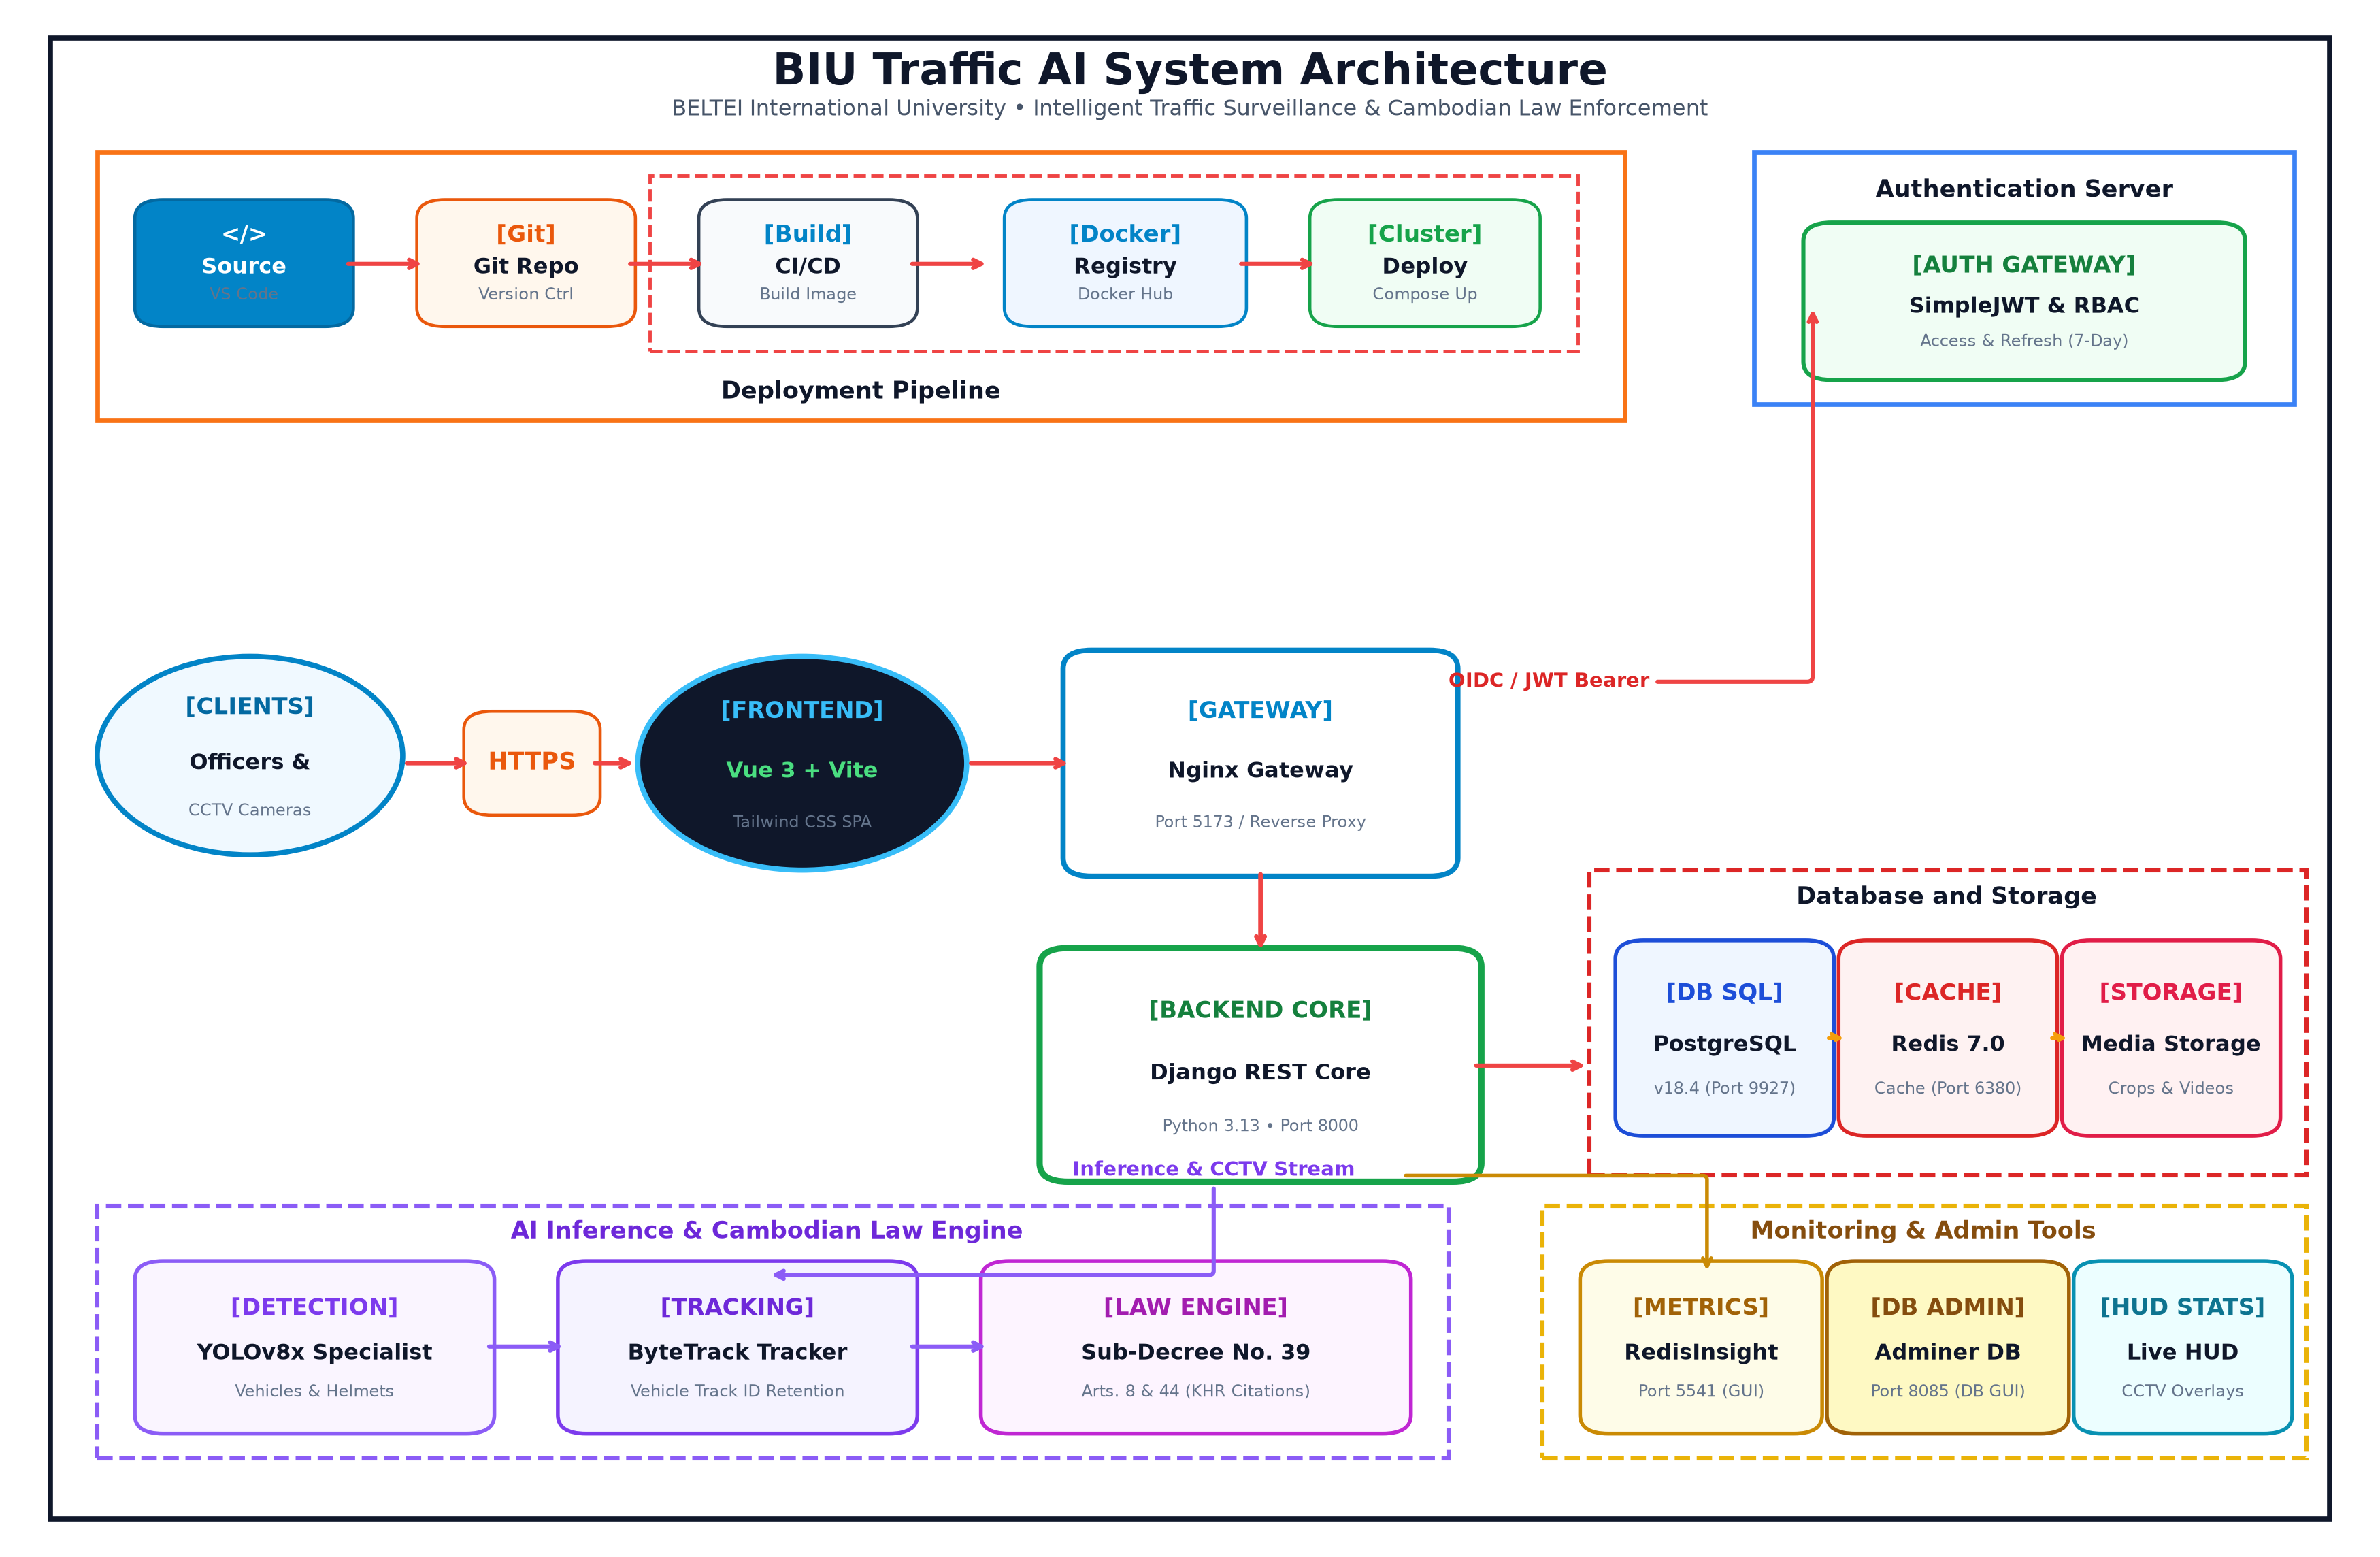 BIU Traffic AI System Architecture
BELTEI International University • Intelligent Traffic Surveillance & Cambodian Law Enforcement
</>
Source
VS Code
[Git]
Git Repo
Version Ctrl
[Build]
CI/CD
Build Image
[Docker]
Registry
Docker Hub
[Cluster]
Deploy
Compose Up
Deployment Pipeline
Authentication Server
[AUTH GATEWAY]
SimpleJWT & RBAC
Access & Refresh (7-Day)
[CLIENTS]
Officers &
CCTV Cameras
HTTPS
[FRONTEND]
Vue 3 + Vite
Tailwind CSS SPA
[GATEWAY]
Nginx Gateway
Port 5173 / Reverse Proxy
OIDC / JWT Bearer
[BACKEND CORE]
Django REST Core
Python 3.13 • Port 8000
Inference & CCTV Stream
Database and Storage
[DB SQL]
PostgreSQL
v18.4 (Port 9927)
[CACHE]
Redis 7.0
Cache (Port 6380)
[STORAGE]
Media Storage
Crops & Videos
AI Inference & Cambodian Law Engine
[DETECTION]
YOLOv8x Specialist
Vehicles & Helmets
[TRACKING]
ByteTrack Tracker
Vehicle Track ID Retention
[LAW ENGINE]
Sub-Decree No. 39
Arts. 8 & 44 (KHR Citations)
Monitoring & Admin Tools
[METRICS]
RedisInsight
Port 5541 (GUI)
[DB ADMIN]
Adminer DB
Port 8085 (DB GUI)
[HUD STATS]
Live HUD
CCTV Overlays